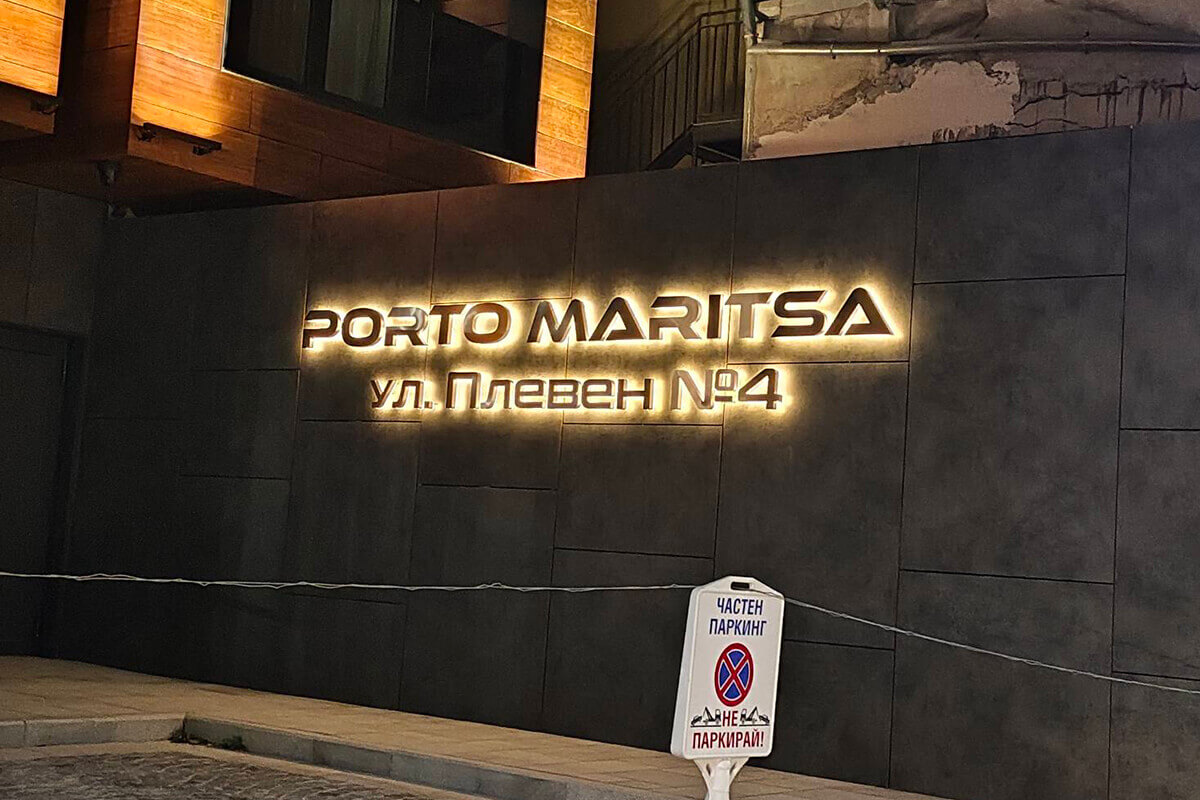 PORTO MARITSA
ул. Плевен №4
ЧАСТЕН
ПАРКИНГ
НЕ
ПАРКИРАЙ!